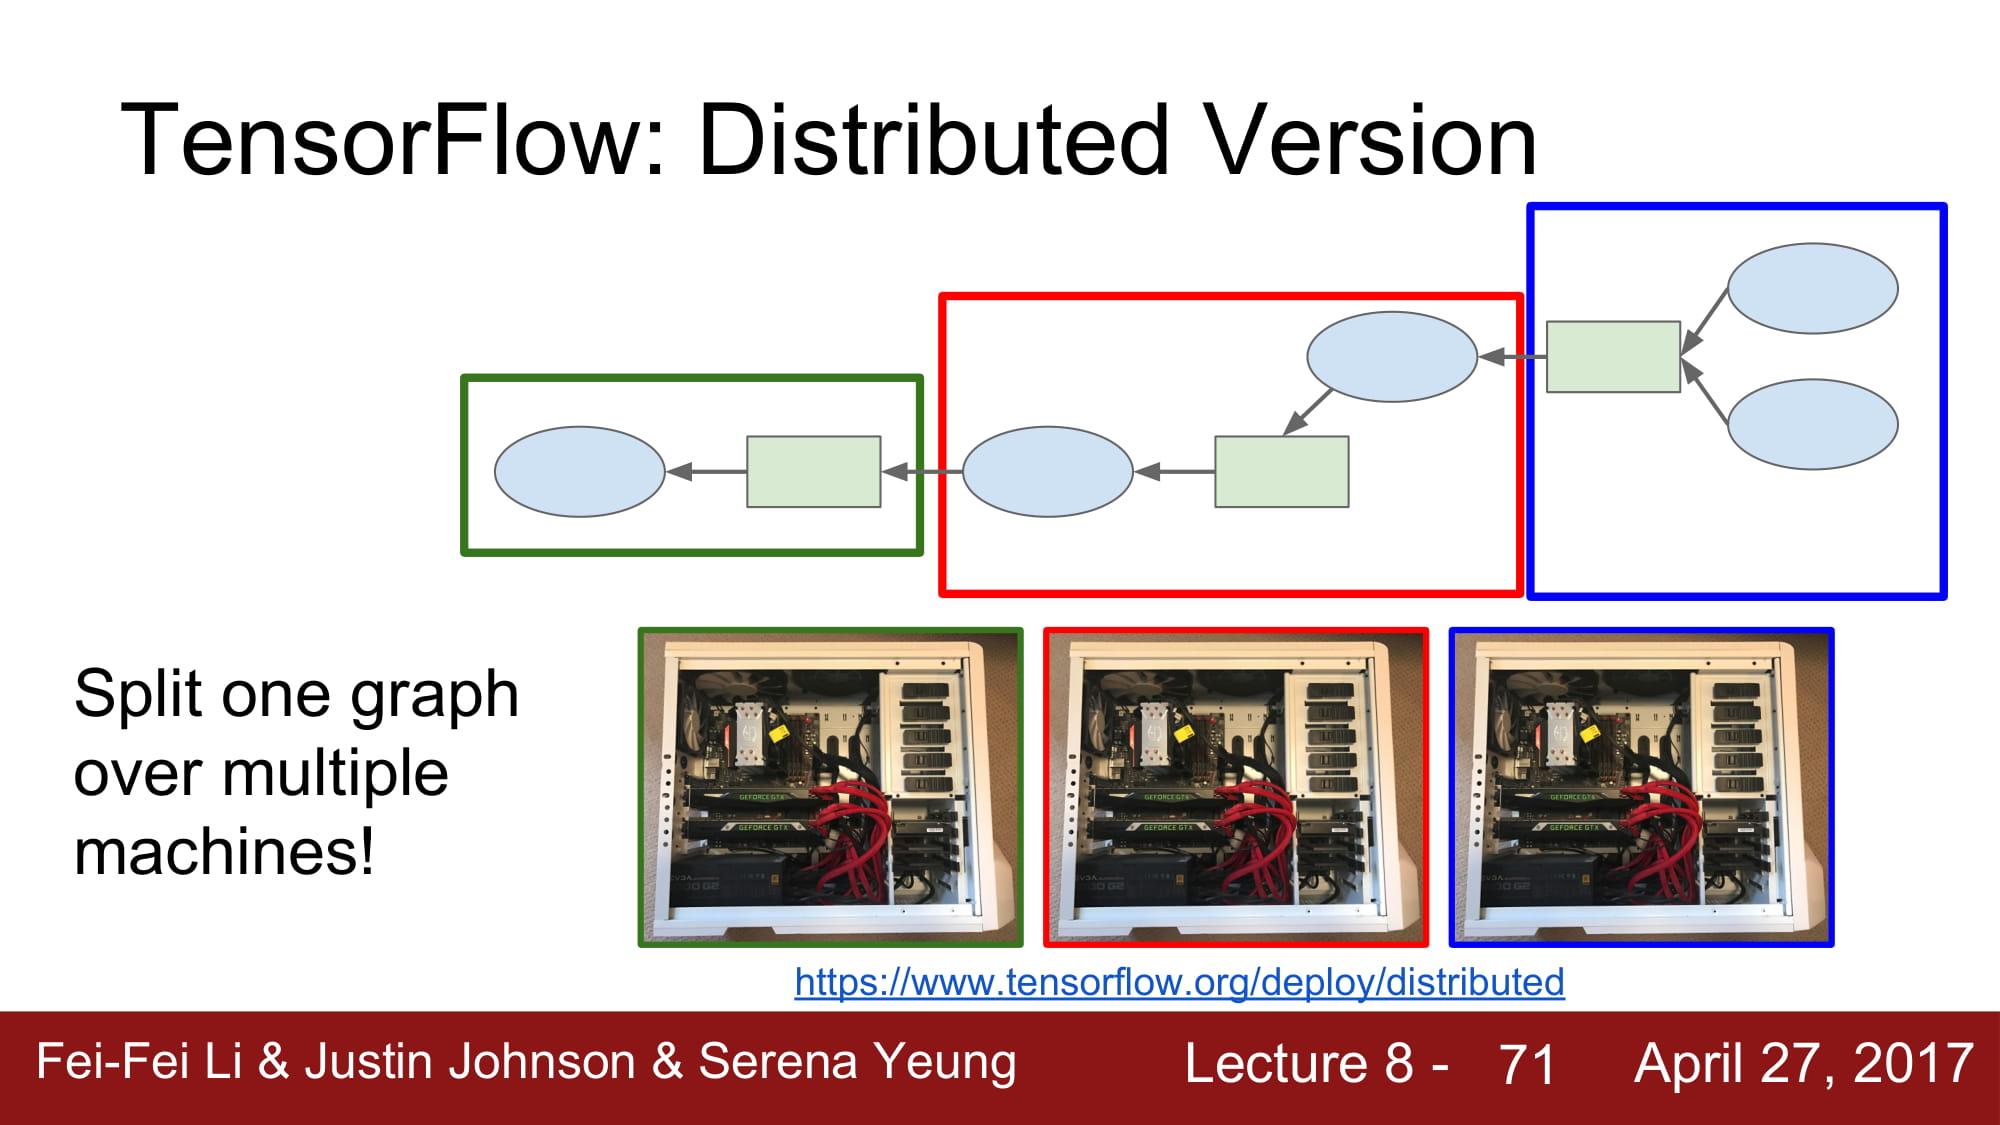 TensorFlow: Distributed Version
Split one graph
over multiple
machines!
GEFORCE GTX
GEFORCE GTX
GEFORCE GTX
GEFORCE GTX
GEFORCE GTX
GEFORCE GTX
https://www.tensorflow.org/deploy/distributed
Fei-Fei Li & Justin Johnson & Serena Yeung
Lecture 8 - 71
April 27, 2017